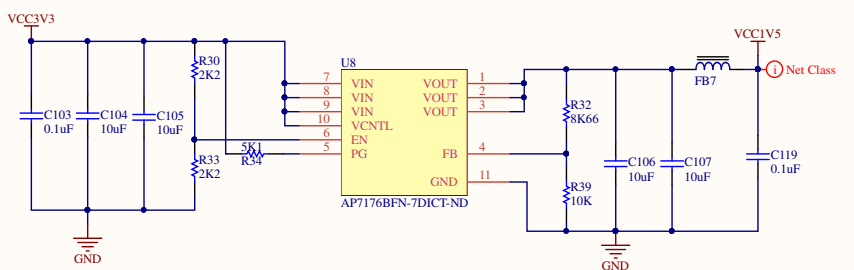 VCC3V3
VCC1V5
Net Class
FB7
C103
0.1uF
C104
10uF
C105
10uF
R30
2K2
R33
2K2
5K1
R34
U8
7 VIN VOUT 1
8 VIN VOUT 2
9 VIN VOUT 3
10 VCNTL
6 EN
5 PG FB 4
GND 11
AP7176BFN-7DICT-ND
R32
8K66
R39
10K
C106
10uF
C107
10uF
C119
0.1uF
GND
GND